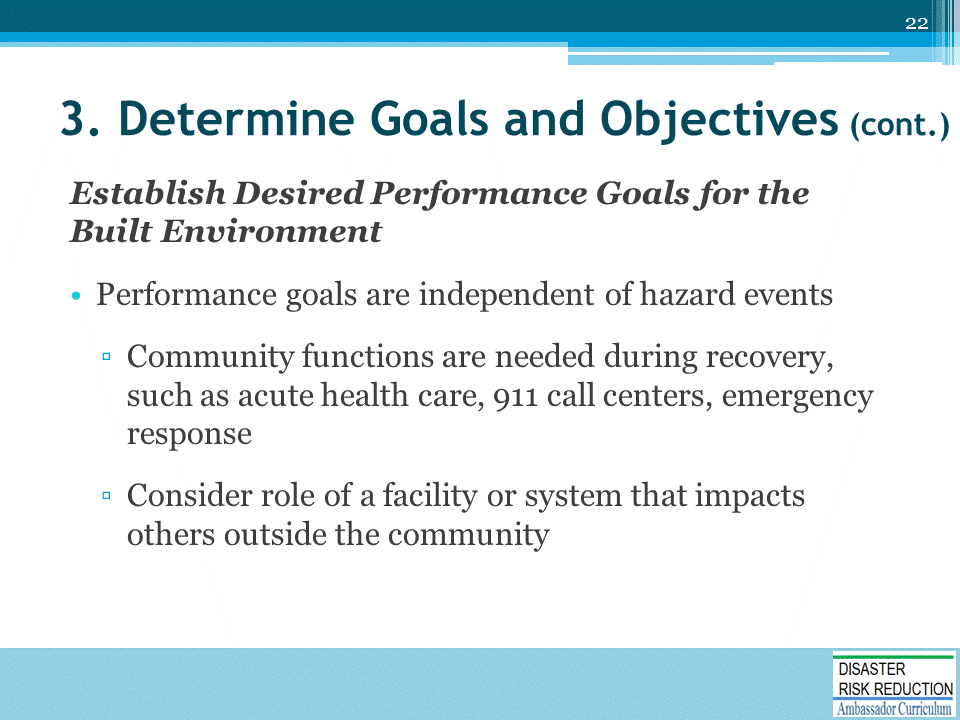 22
3. Determine Goals and Objectives (cont.)
Establish Desired Performance Goals for the
Built Environment
• Performance goals are independent of hazard events
▫ Community functions are needed during recovery,
such as acute health care, 911 call centers, emergency
response
▫ Consider role of a facility or system that impacts
others outside the community
DISASTER
RISK REDUCTION
Ambassador Curriculum